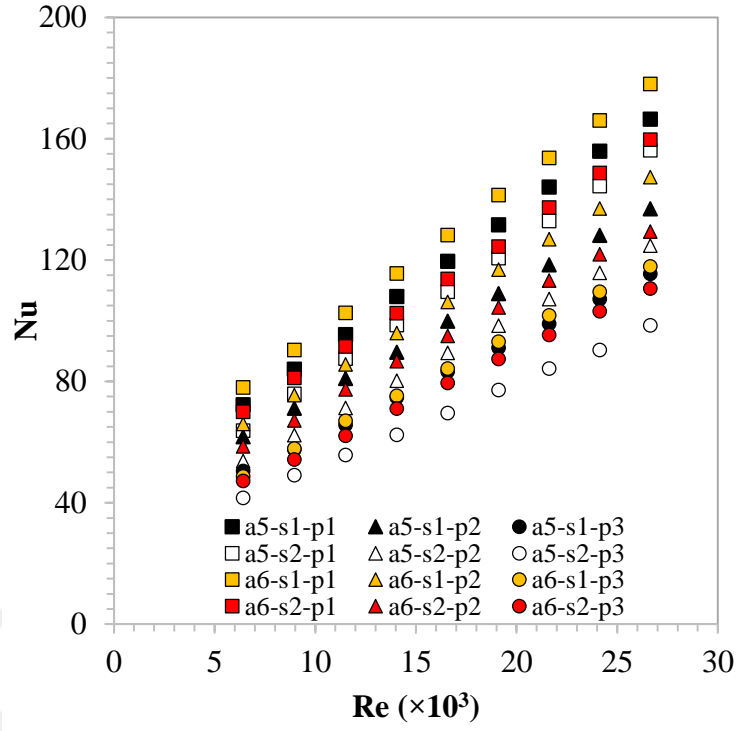 200
160
120
80
40
0
Nu
a5-s1-p1 a5-s1-p2 a5-s1-p3
a5-s2-p1 a5-s2-p2 a5-s2-p3
a6-s1-p1 a6-s1-p2 a6-s1-p3
a6-s2-p1 a6-s2-p2 a6-s2-p3
0 5 10 15 20 25 30
Re (×10³)